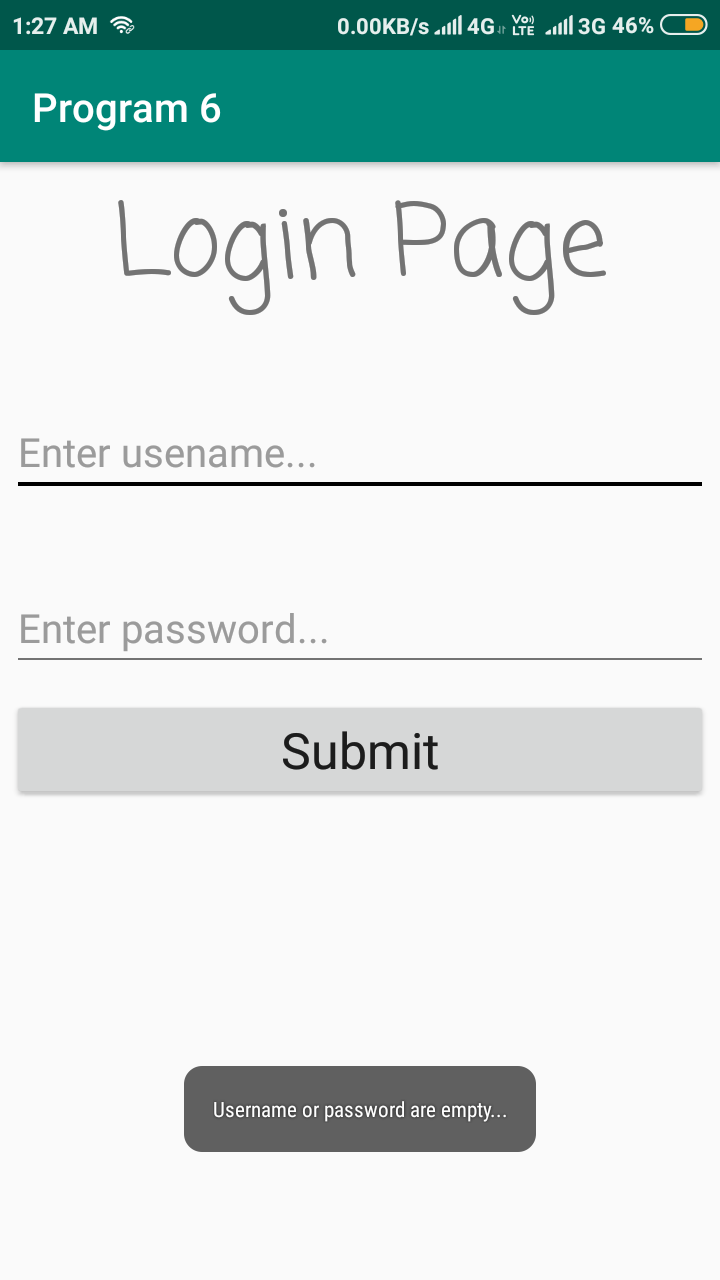 1:27 AM 0.00KB/s 4G Vo) LTE 3G 46%
Program 6
Login Page
Enter usename...
Enter password...
Submit
Username or password are empty...